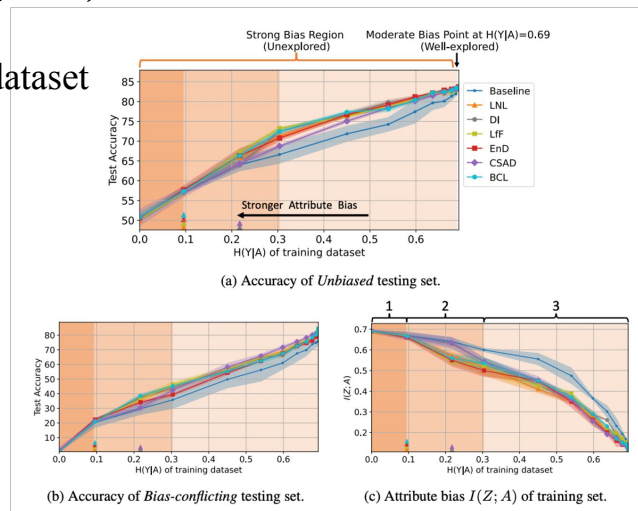 dataset
Strong Bias Region
(Unexplored)
Moderate Bias Point at H(Y|A)=0.69
(Well-explored)
85
80
75
70
65
60
55
50
Test Accuracy
Stronger Attribute Bias
0.0 0.1 0.2 0.3 0.4 0.5 0.6
H(Y|A) of training dataset
Baseline
LNL
DI
LfF
EnD
CSAD
BCL
(a) Accuracy of Unbiased testing set.
80
70
60
50
40
30
20
10
Test Accuracy
0.0 0.1 0.2 0.3 0.4 0.5 0.6
H(Y|A) of training dataset
(b) Accuracy of Bias-conflicting testing set.
1 2 3
0.7
0.6
0.5
0.4
0.3
0.2
I(Z; A)
0.0 0.1 0.2 0.3 0.4 0.5 0.6
H(Y|A) of training dataset
(c) Attribute bias I(Z; A) of training set.